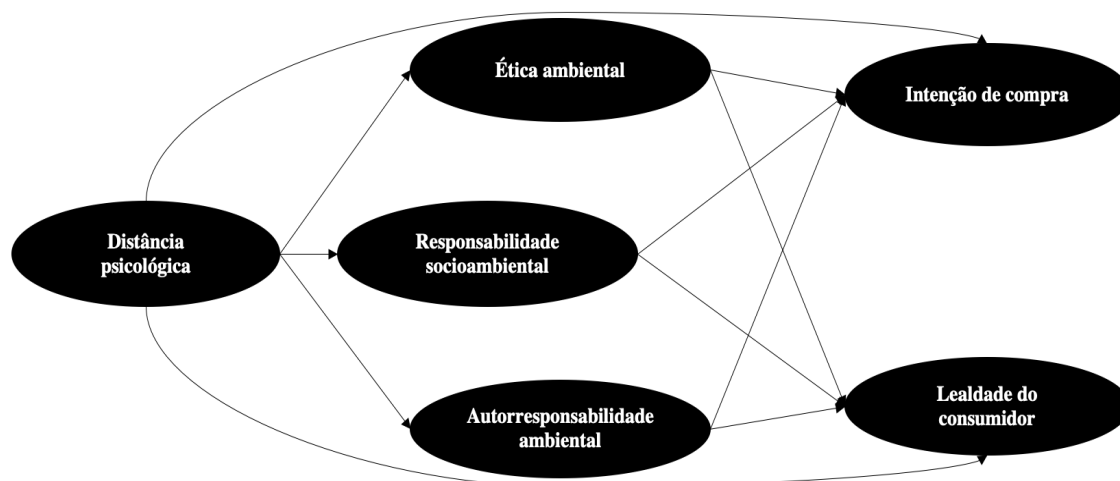 Ética ambiental
Intenção de compra
Distância
psicológica
Responsabilidade
socioambiental
Autorresponsabilidade
ambiental
Lealdade do
consumidor